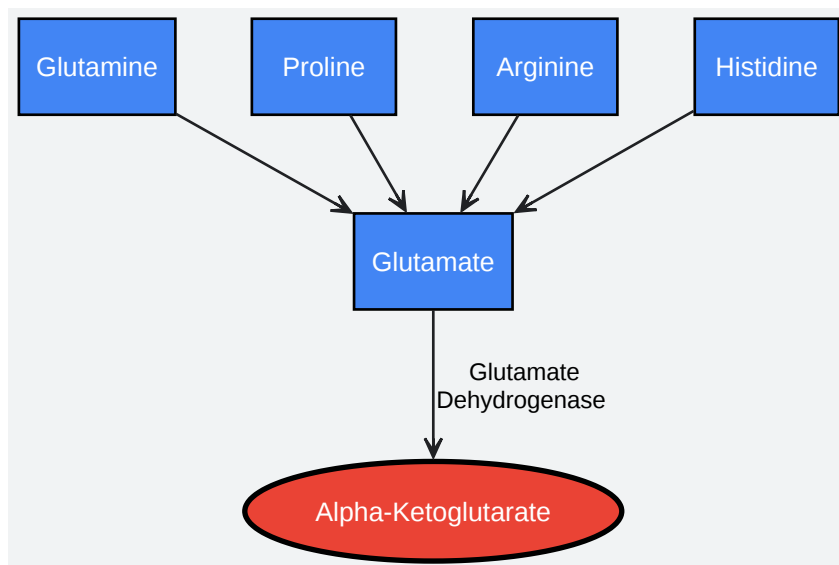 Glutamine
Proline
Arginine
Histidine
Glutamate
Glutamate
Dehydrogenase
Alpha-Ketoglutarate